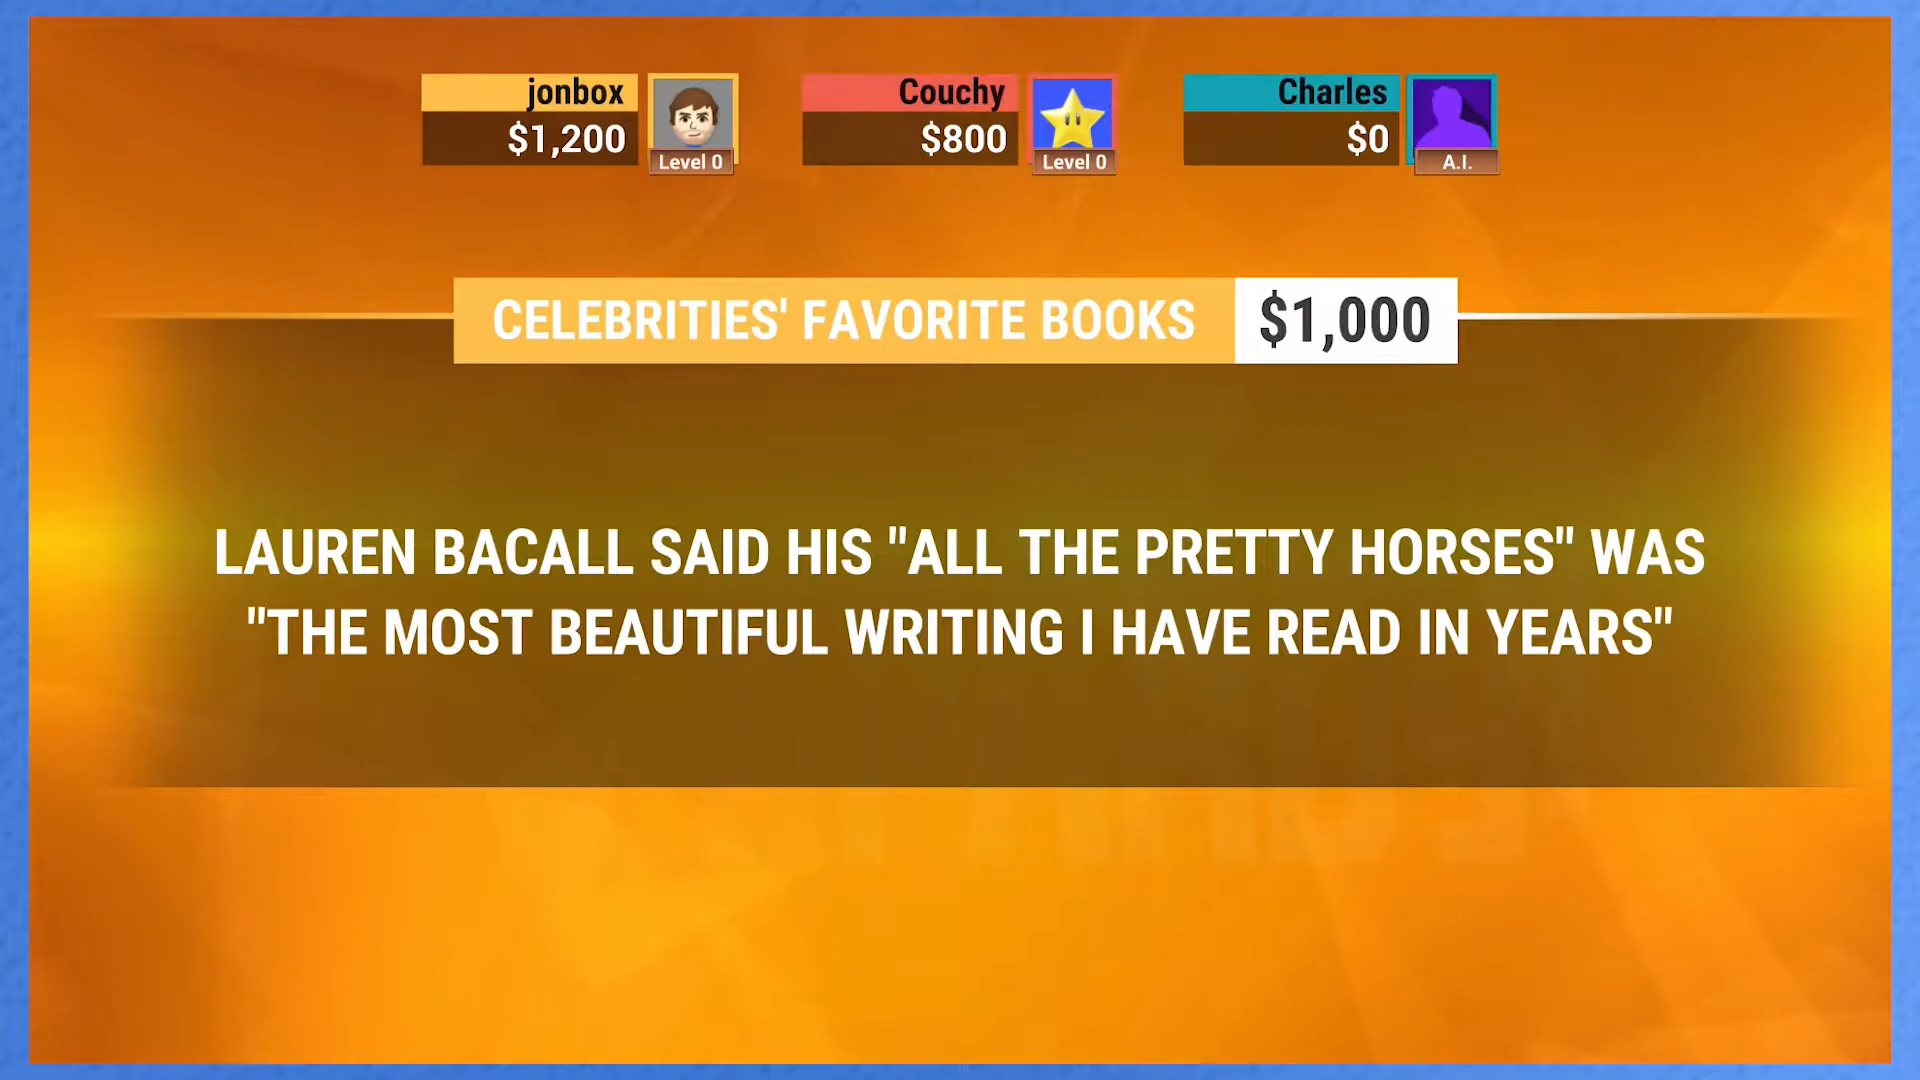 jonbox
$1,200
Level 0
Couchy
$800
Level 0
Charles
$0
A.I.
CELEBRITIES' FAVORITE BOOKS $1,000
LAUREN BACALL SAID HIS "ALL THE PRETTY HORSES" WAS
"THE MOST BEAUTIFUL WRITING I HAVE READ IN YEARS"